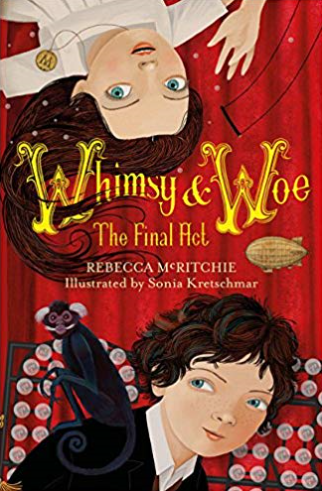 Whimsy & Woe
The Final Act
REBECCA McRITCHIE
Illustrated by Sonia Kretschmar